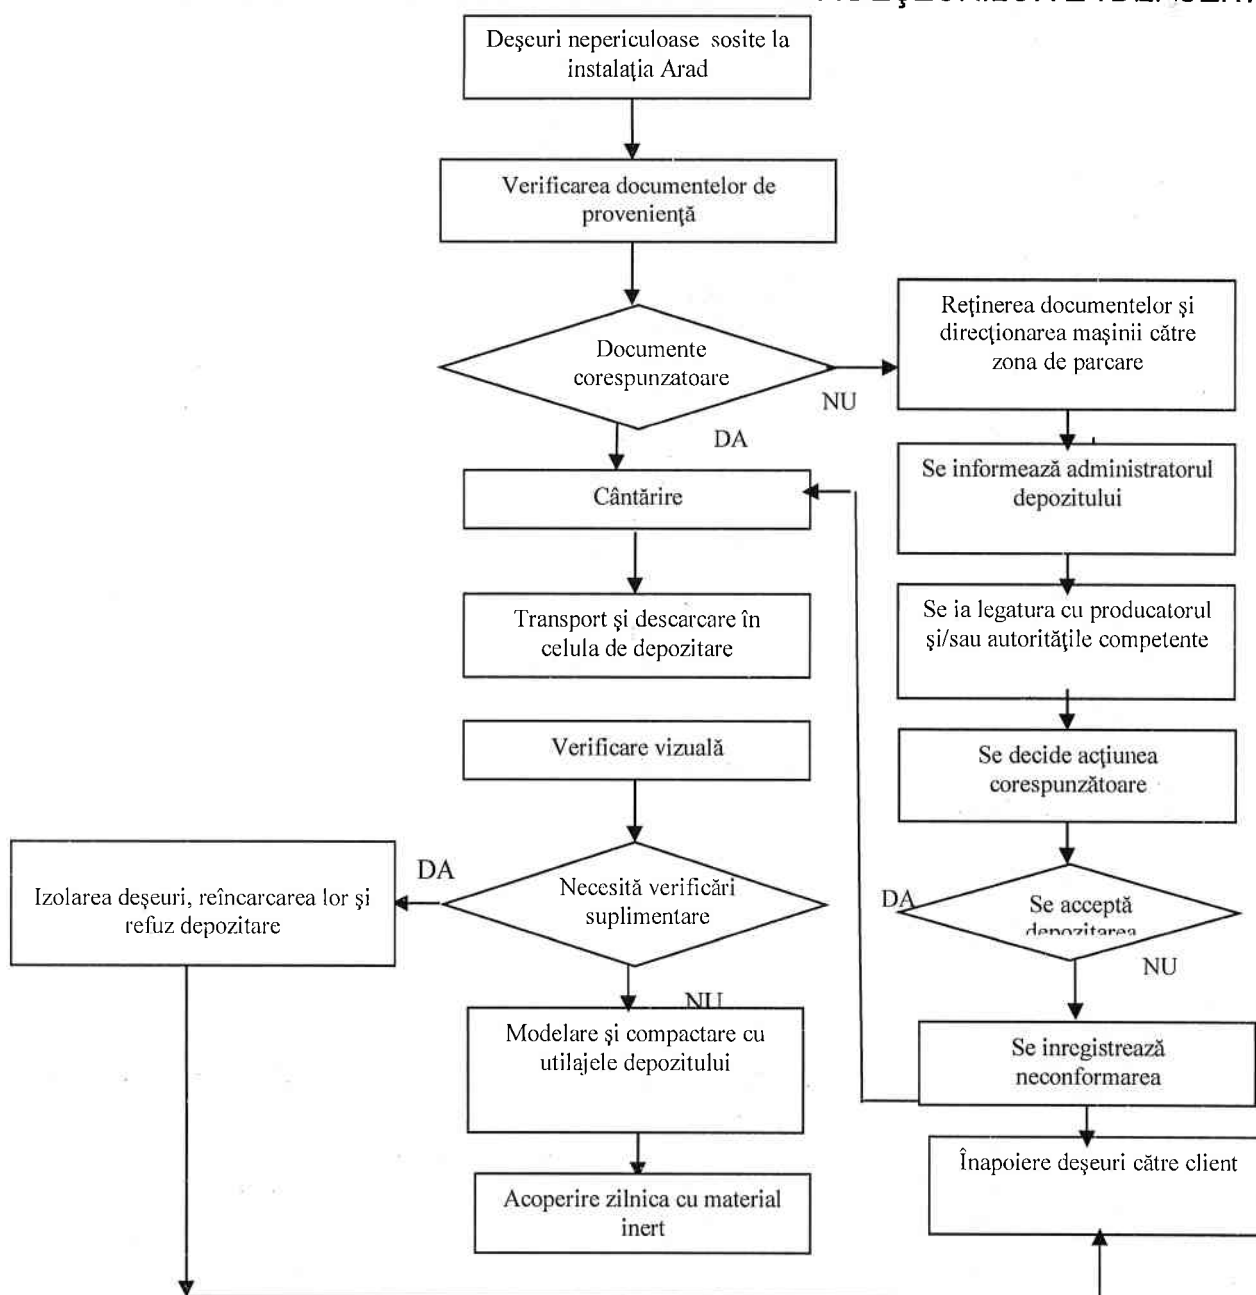 Deşeuri nepericuloase sosite la
instalaţia Arad
Verificarea documentelor de
provenienţă
Documente
corespunzatoare
NU
DA
Reţinerea documentelor şi
direcţionarea maşinii către
zona de parcare
Se informează administratorul
depozitului
Cântărire
Se ia legatura cu producatorul
şi/sau autorităţile competente
Transport şi descarcare în
celula de depozitare
Verificare vizuală
Se decide acţiunea
corespunzătoare
DA
Izolarea deşeuri, reîncarcarea lor şi
refuz depozitare
Necesită verificări
suplimentare
DA
Se acceptă
depozitarea
NU
NU
Modelare şi compactare cu
utilajele depozitului
Se inregistrează
neconformarea
Înapoiere deşeuri către client
Acoperire zilnica cu material
inert